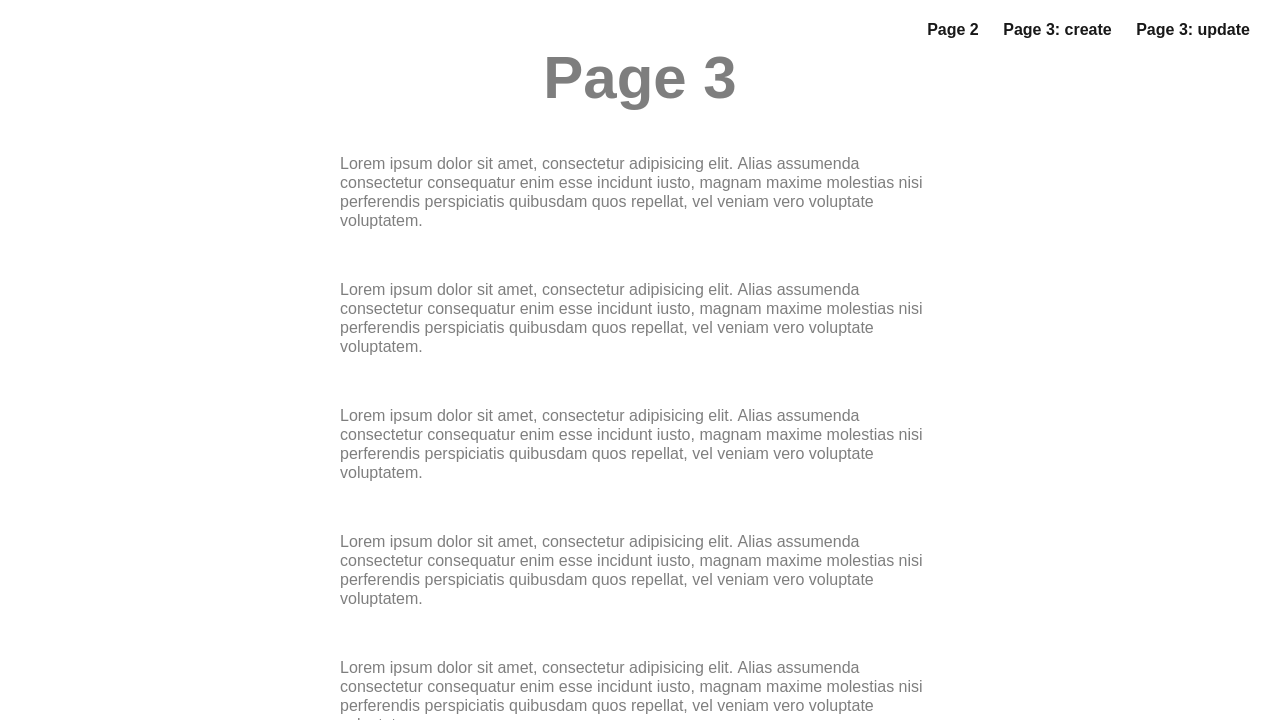 Page 2 Page 3: create Page 3: update
Page 3
Lorem ipsum dolor sit amet, consectetur adipisicing elit. Alias assumenda
consectetur consequatur enim esse incidunt iusto, magnam maxime molestias nisi
perferendis perspiciatis quibusdam quos repellat, vel veniam vero voluptate
voluptatem.
Lorem ipsum dolor sit amet, consectetur adipisicing elit. Alias assumenda
consectetur consequatur enim esse incidunt iusto, magnam maxime molestias nisi
perferendis perspiciatis quibusdam quos repellat, vel veniam vero voluptate
voluptatem.
Lorem ipsum dolor sit amet, consectetur adipisicing elit. Alias assumenda
consectetur consequatur enim esse incidunt iusto, magnam maxime molestias nisi
perferendis perspiciatis quibusdam quos repellat, vel veniam vero voluptate
voluptatem.
Lorem ipsum dolor sit amet, consectetur adipisicing elit. Alias assumenda
consectetur consequatur enim esse incidunt iusto, magnam maxime molestias nisi
perferendis perspiciatis quibusdam quos repellat, vel veniam vero voluptate
voluptatem.
Lorem ipsum dolor sit amet, consectetur adipisicing elit. Alias assumenda
consectetur consequatur enim esse incidunt iusto, magnam maxime molestias nisi
perferendis perspiciatis quibusdam quos repellat, vel veniam vero voluptate